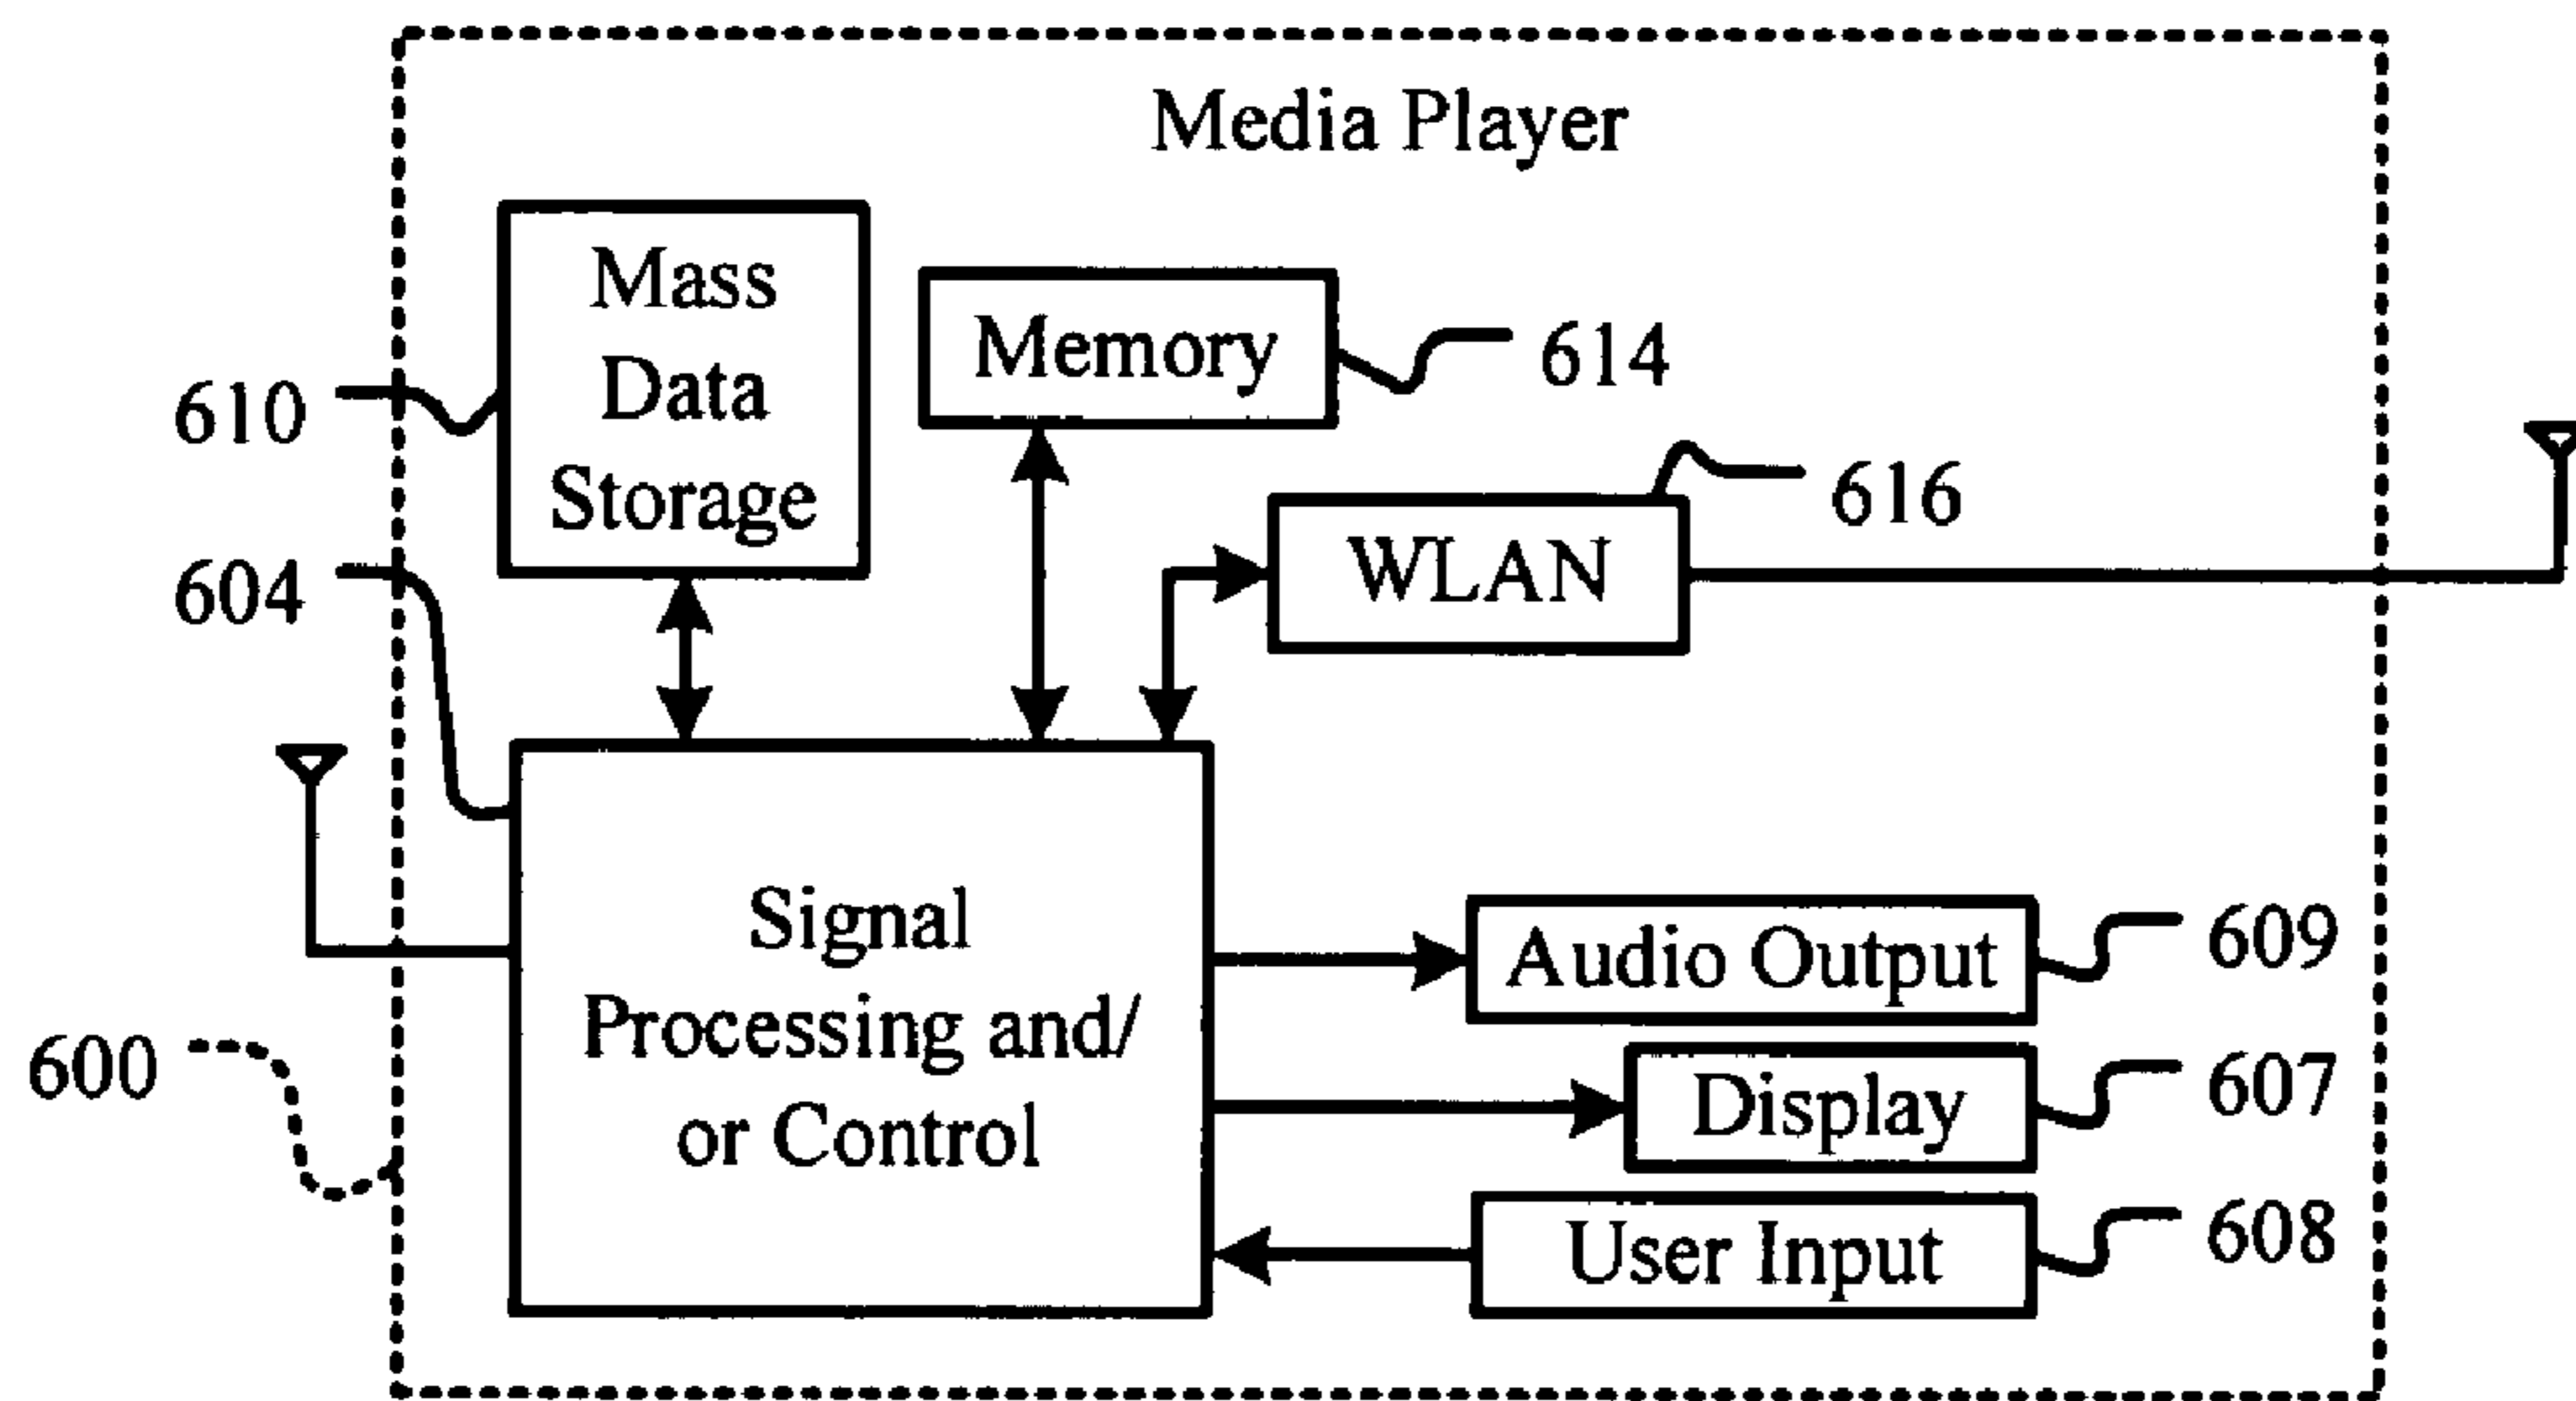 Media Player
Mass
Data
Storage
Memory
614
610
616
WLAN
604
Signal
Processing and/
or Control
Audio Output
609
600
Display
607
User Input
608